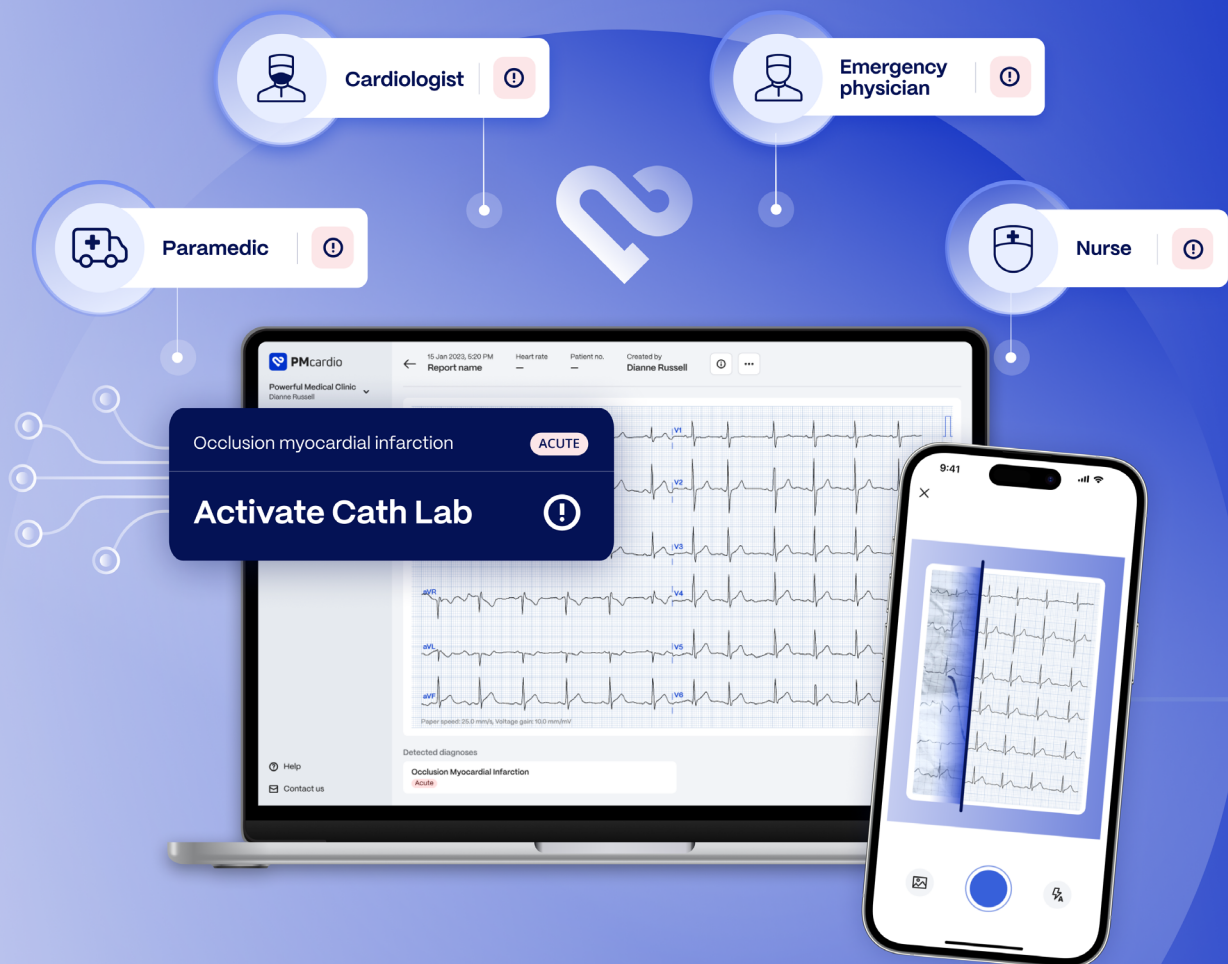 Cardiologist
Emergency
physician
Paramedic
Nurse
PMcardio
Powerful Medical Clinic
Dianne Russell
15 Jan 2023, 5:20 PM
Report name
Heart rate
—
Patient no.
—
Created by
Dianne Russell
Occlusion myocardial infarction
ACUTE
Activate Cath Lab
V1
V2
V3
aVR
V4
aVL
V5
aVF
V6
Paper speed: 25.0 mm/s, Voltage gain: 10.0 mm/mV
Detected diagnoses
Occlusion Myocardial Infarction
Acute
Help
Contact us
9:41
A